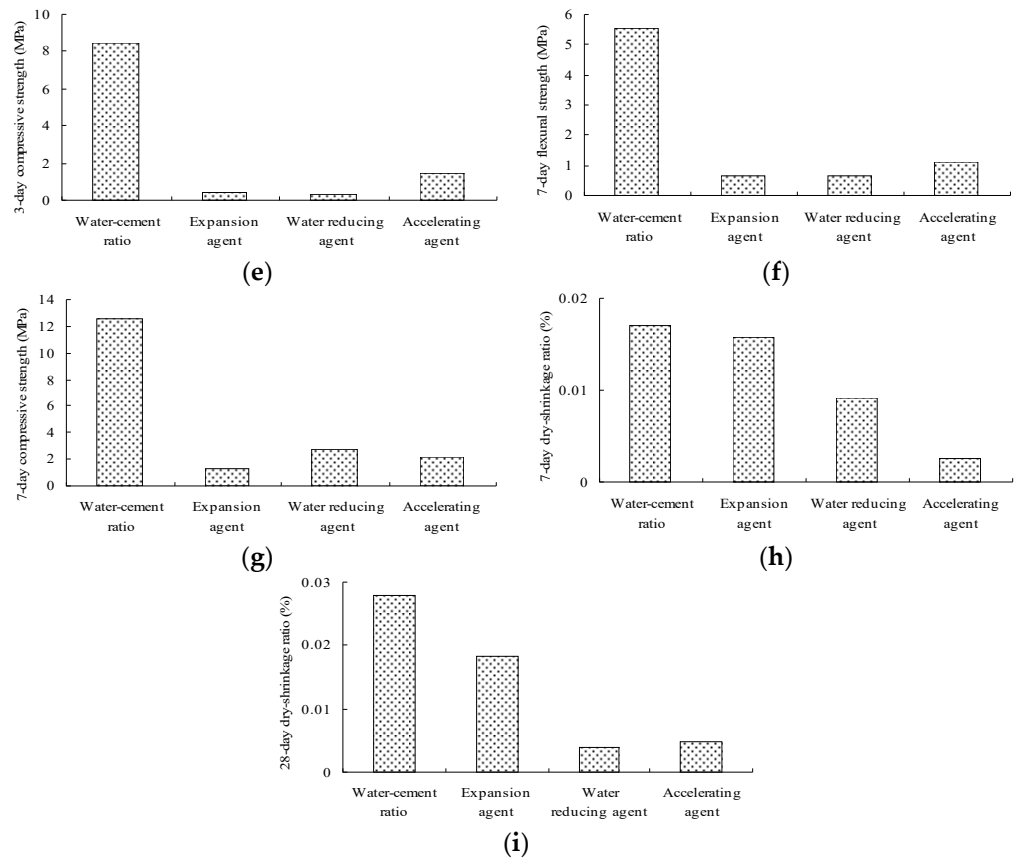 3-day compressive strength (MPa)
10
8
6
4
2
0
Water-cement
ratio
Expansion
agent
Water reducing
agent
Accelerating
agent
(e)
7-day flexural strength (MPa)
6
5
4
3
2
1
0
Water-cement
ratio
Expansion
agent
Water reducing
agent
Accelerating
agent
(f)
7-day compressive strength (MPa)
14
12
10
8
6
4
2
0
Water-cement
ratio
Expansion
agent
Water reducing
agent
Accelerating
agent
(g)
7-day dry-shrinkage ratio (%)
0.02
0.01
0
Water-cement
ratio
Expansion
agent
Water reducing
agent
Accelerating
agent
(h)
28-day dry-shrinkage ratio (%)
0.03
0.02
0.01
0
Water-cement
ratio
Expansion
agent
Water
reducing agent
Accelerating
agent
(i)